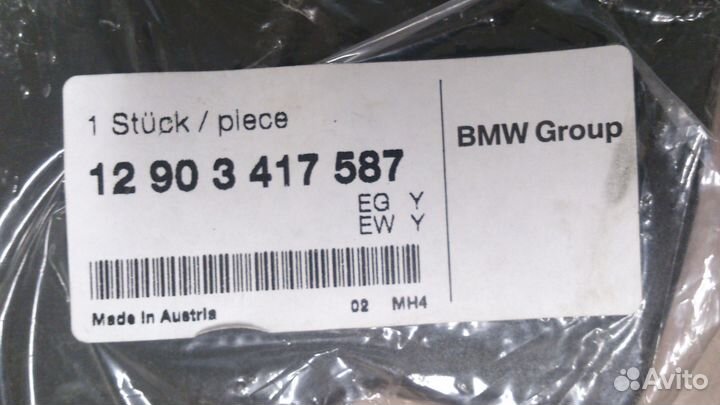 1 Stück / piece
12 90 3 417 587
EG Y
EW Y
Made in Austria
02 MH4
BMW Group
Avito